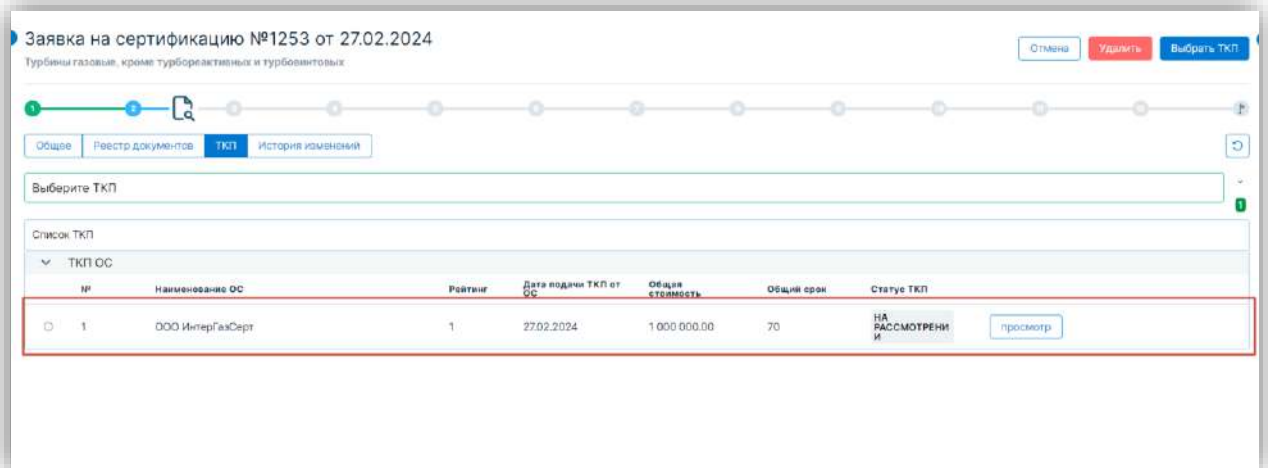 Заявка на сертификацию №1253 от 27.02.2024
Турбины газовые, кроме турбореактивных и турбовинтовых
Отмена
Удалить
Выбрать ТКП
1
2
Общее
Реестр документов
ТКП
История изменений
Выберите ТКП
1
Список ТКП
ТКП ОС
№
Наименование ОС
Рейтинг
Дата подачи ТКП от
ОС
Общая
стоимость
Общий срок
Статус ТКП
1
ООО ИнтерГазСерт
1
27.02.2024
1 000 000.00
70
НА
РАССМОТРЕНИ
И
просмотр